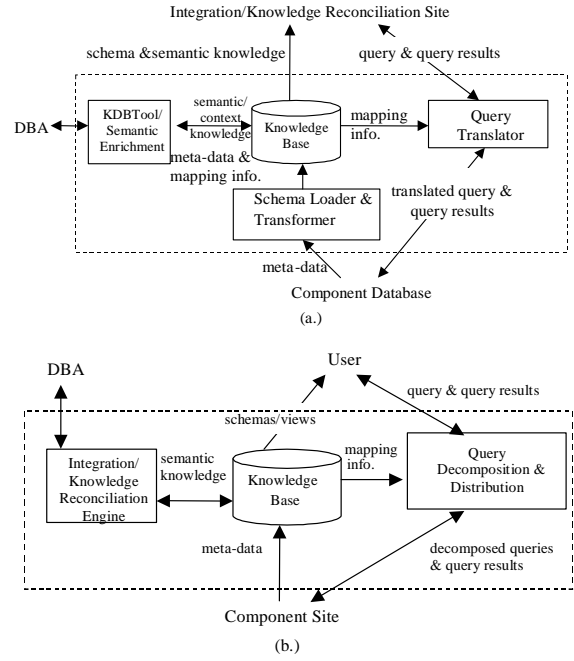 Integration/Knowledge Reconciliation Site
schema &semantic knowledge
query & query results
DBA
KDBTool/
Semantic
Enrichment
semantic/
context
knowledge
Knowledge
Base
mapping
info.
Query
Translator
meta-data &
mapping info.
Schema Loader &
Transformer
translated query &
query results
meta-data
Component Database
(a.)
User
DBA
query & query results
schemas/views
Integration/
Knowledge
Reconciliation
Engine
semantic
knowledge
Knowledge
Base
mapping
info.
Query
Decomposition &
Distribution
meta-data
decomposed queries
& query results
Component Site
(b.)